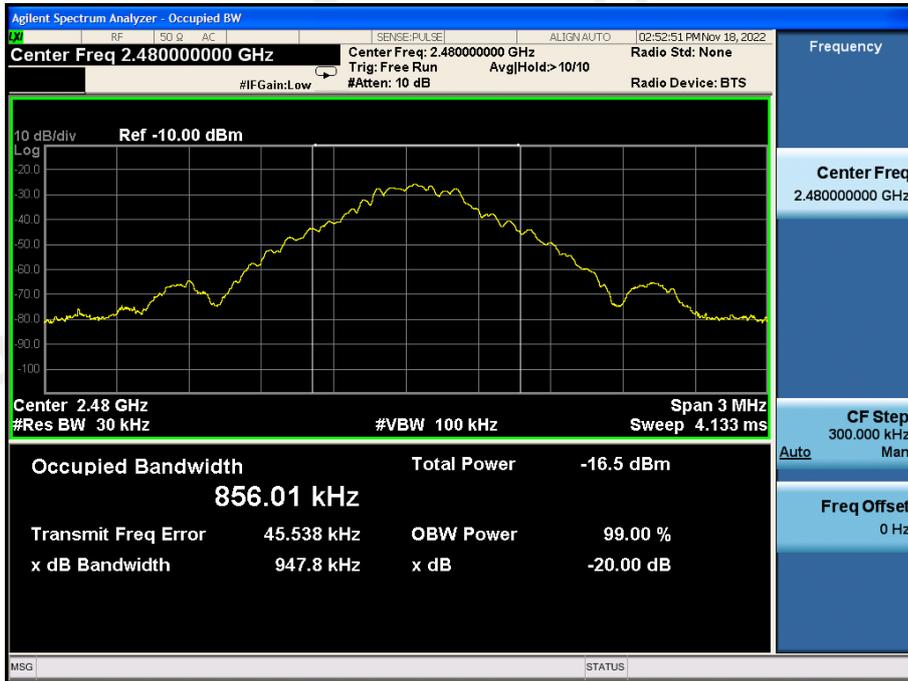 Agilent Spectrum Analyzer - Occupied BW
LXI RF 50 Ω AC SENSE:PULSE ALIGN AUTO 02:52:51 PM Nov 18, 2022
Center Freq 2.480000000 GHz
Center Freq: 2.480000000 GHz Radio Std: None
Trig: Free Run Avg|Hold:>10/10
#IFGain:Low #Atten: 10 dB Radio Device: BTS
10 dB/div Ref -10.00 dBm
Log
-20.0
-30.0
-40.0
-50.0
-60.0
-70.0
-80.0
-90.0
-100
Center 2.48 GHz Span 3 MHz
#Res BW 30 kHz #VBW 100 kHz Sweep 4.133 ms
Occupied Bandwidth Total Power -16.5 dBm
856.01 kHz
Transmit Freq Error 45.538 kHz OBW Power 99.00 %
x dB Bandwidth 947.8 kHz x dB -20.00 dB
MSG STATUS
Frequency
Center Freq
2.480000000 GHz
CF Step
300.000 kHz
Auto Man
Freq Offset
0 Hz